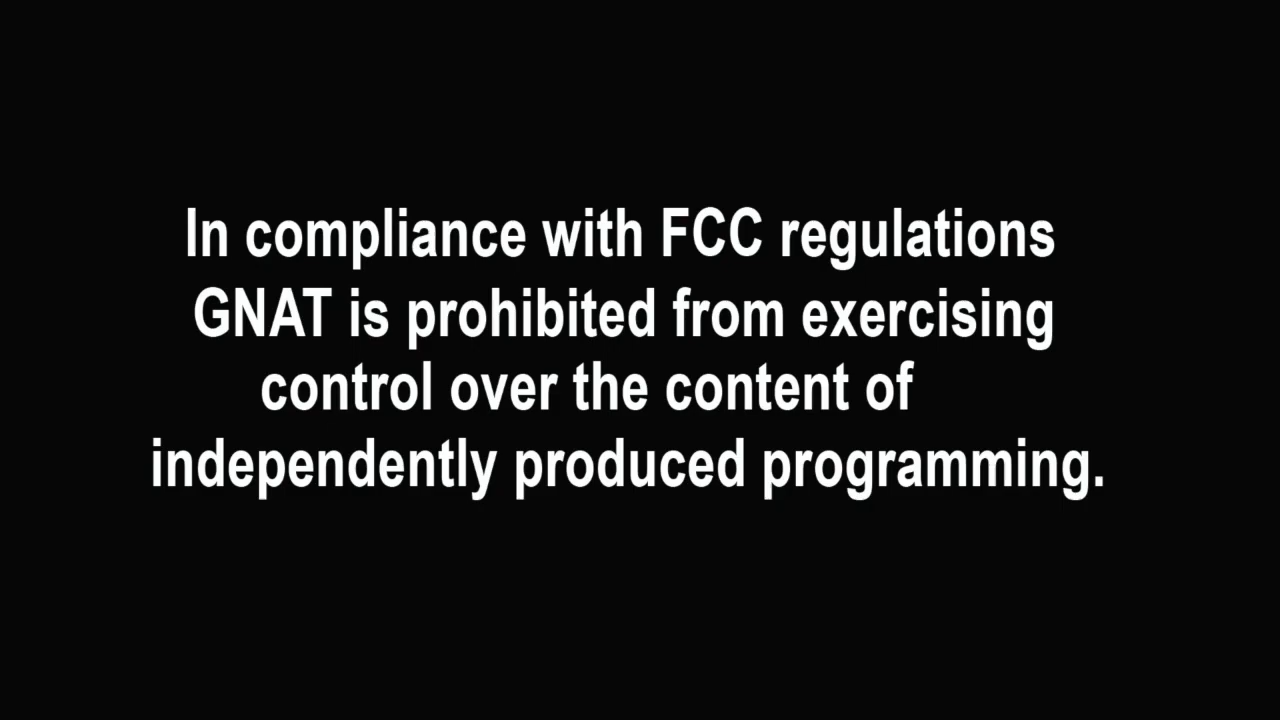 In compliance with FCC regulations
GNAT is prohibited from exercising
control over the content of
independently produced programming.